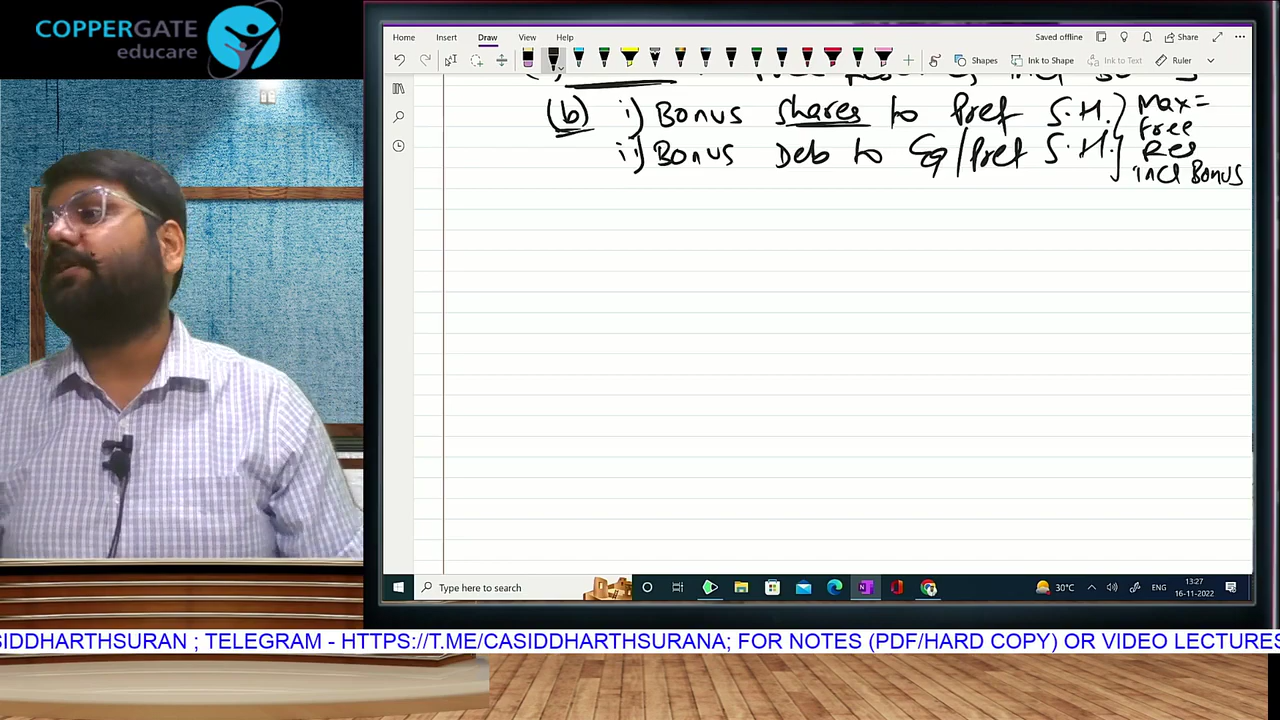 COPPERGATE
educare
Home Insert Draw View Help
Saved offline
Share
Shapes
Ink to Shape
Ink to Text
Ruler
(b) i) Bonus shares to Pref S.H.
ii) Bonus Deb to Eq/Pref S.H.
Max =
Free
Res
incl Bonus
Type here to search
30°C
ENG
13:27
16-11-2022
SIDDHARTHSURAN ; TELEGRAM - HTTPS://T.ME/CASIDDHARTHSURANA; FOR NOTES (PDF/HARD COPY) OR VIDEO LECTURES